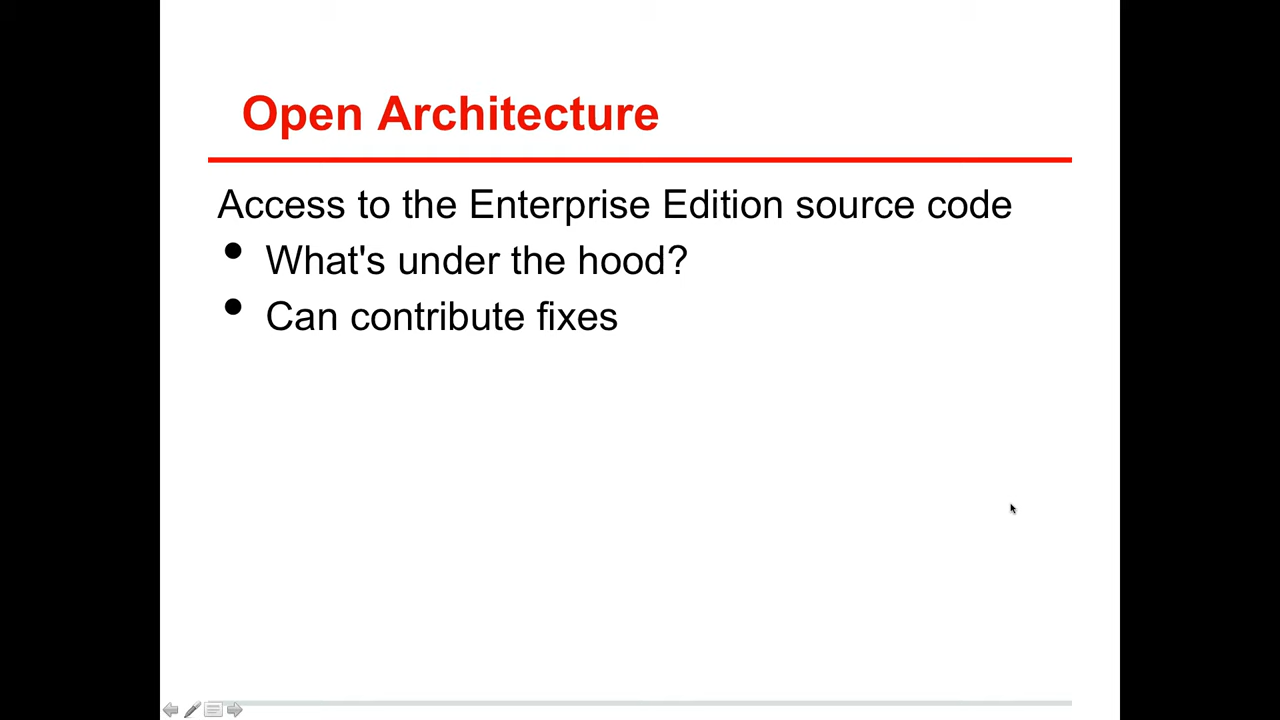 Open Architecture
Access to the Enterprise Edition source code
• What's under the hood?
• Can contribute fixes